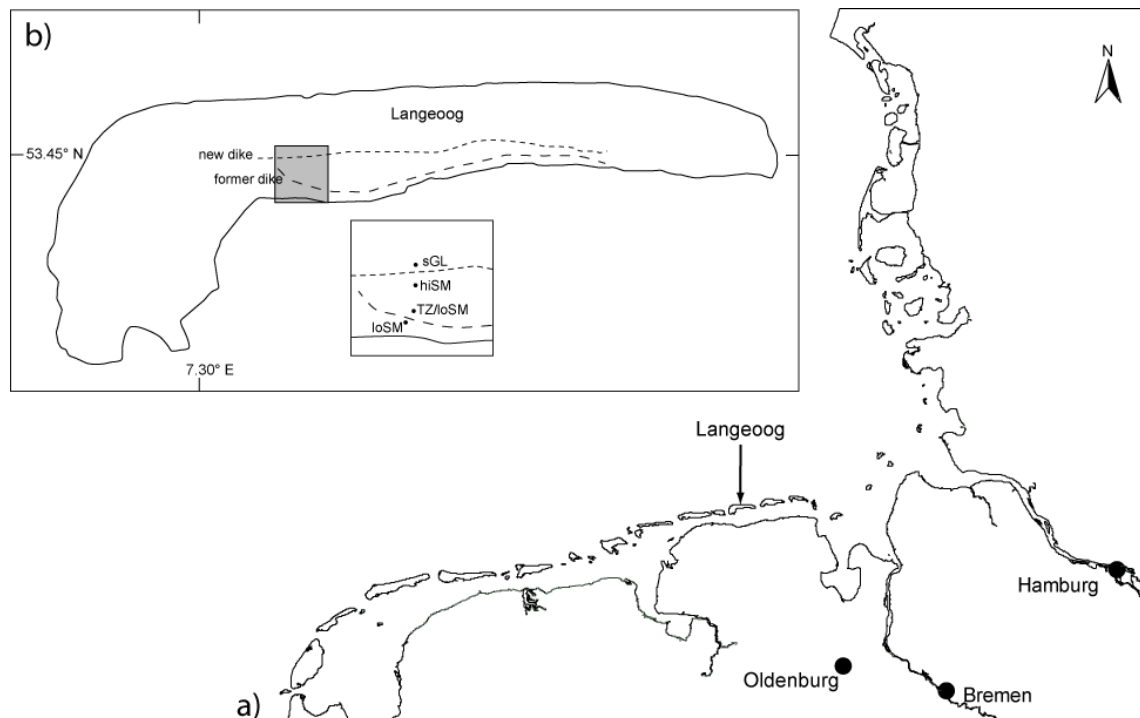 b)
N
Langeoog
53.45° N
new dike
former dike
sGL
hiSM
TZ/loSM
loSM
7.30° E
Langeoog
Hamburg
Oldenburg
Bremen
a)